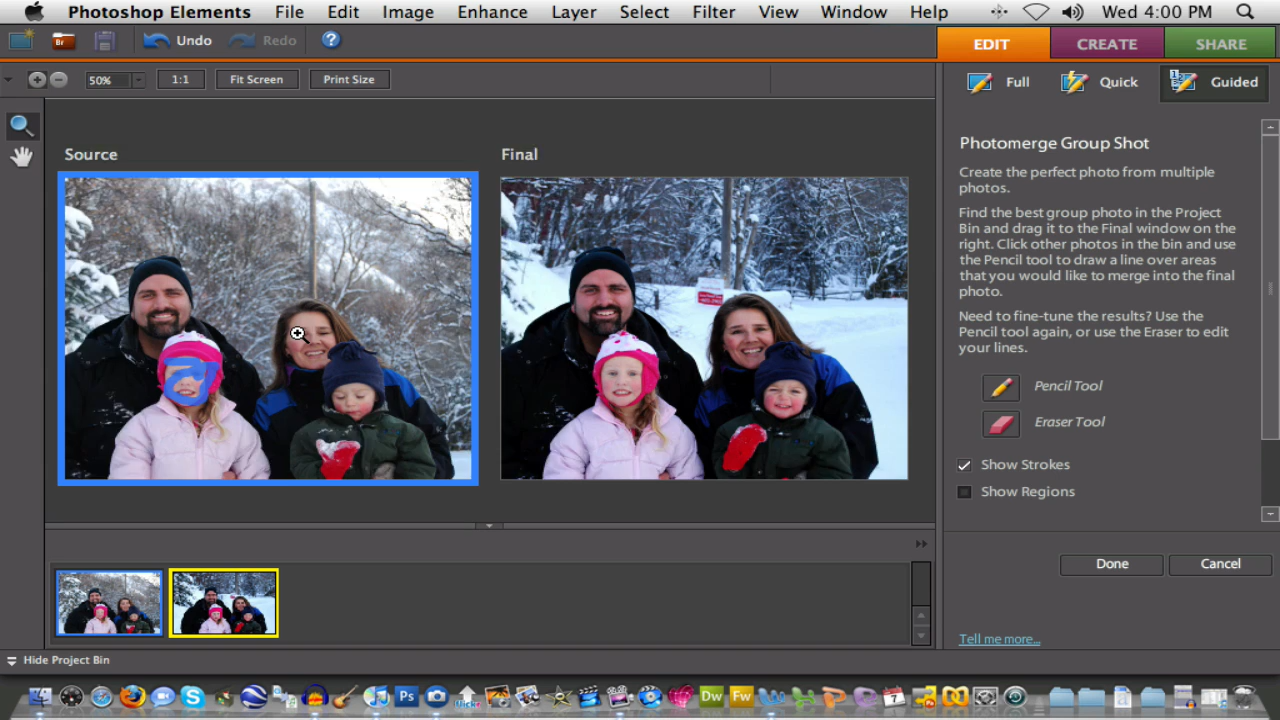 Photoshop Elements File Edit Image Enhance Layer Select Filter View Window Help Wed 4:00 PM
Br Undo Redo ? EDIT CREATE SHARE
50% 1:1 Fit Screen Print Size Full Quick Guided
Source Final
Photomerge Group Shot
Create the perfect photo from multiple
photos.
Find the best group photo in the Project
Bin and drag it to the Final window on the
right. Click other photos in the bin and use
the Pencil tool to draw a line over areas
that you would like to merge into the final
photo.
Need to fine-tune the results? Use the
Pencil tool again, or use the Eraser to edit
your lines.
Pencil Tool
Eraser Tool
Show Strokes
Show Regions
Done Cancel
Tell me more...
Hide Project Bin
Ps flickr Dw Fw 7